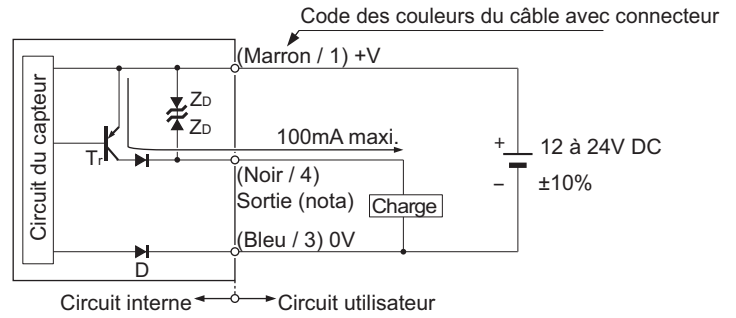 Code des couleurs du câble avec connecteur
(Marron / 1) +V
Circuit du capteur
ZD
ZD
Tr
100mA maxi.
+
12 à 24V DC
–
±10%
(Noir / 4)
Sortie (nota)
Charge
(Bleu / 3) 0V
D
Circuit interne
Circuit utilisateur